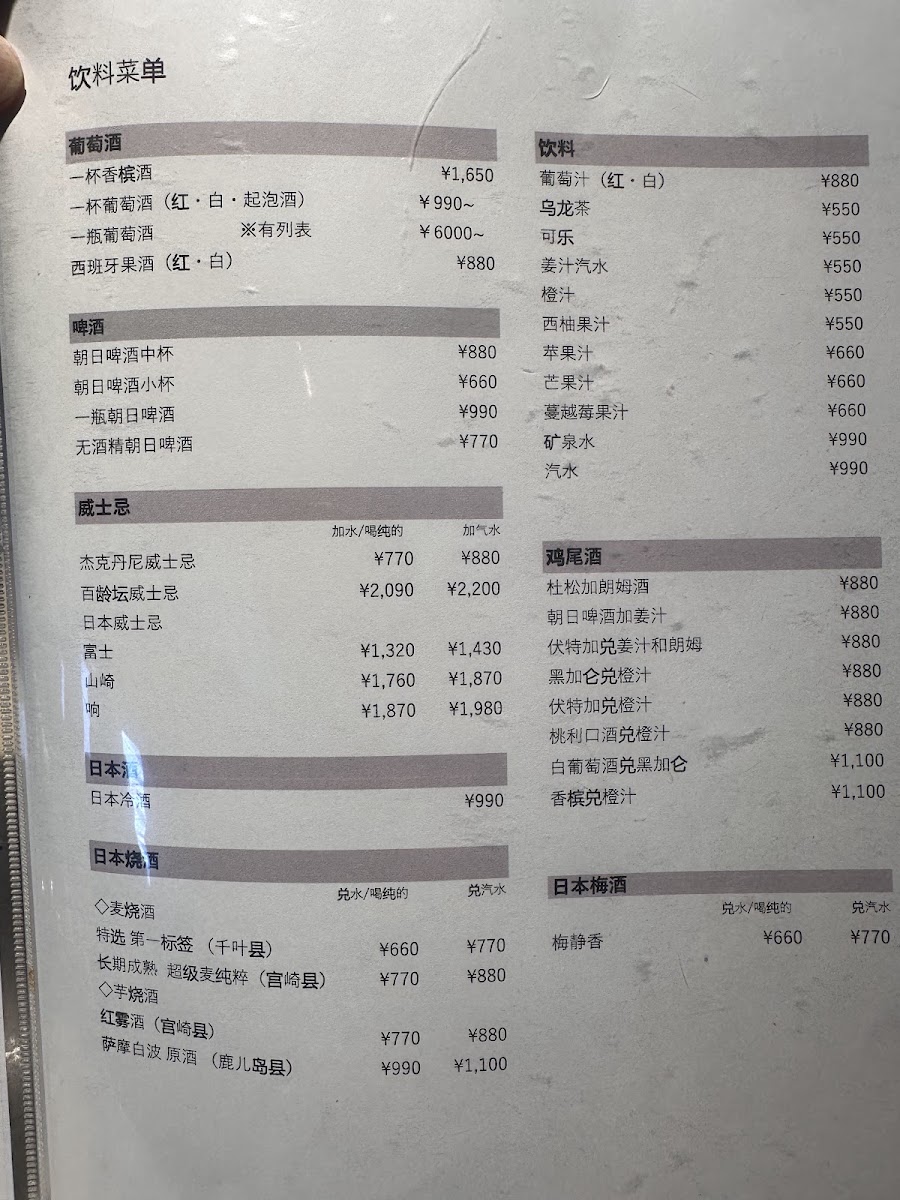 饮料菜单
葡萄酒
一杯香槟酒 ¥1,650
一杯葡萄酒（红・白・起泡酒） ¥990~
一瓶葡萄酒 ※有列表 ¥6000~
西班牙果酒（红・白） ¥880
啤酒
朝日啤酒中杯 ¥880
朝日啤酒小杯 ¥660
一瓶朝日啤酒 ¥990
无酒精朝日啤酒 ¥770
威士忌
加水/喝纯的 加气水
杰克丹尼威士忌 ¥770 ¥880
百龄坛威士忌 ¥2,090 ¥2,200
日本威士忌
富士 ¥1,320 ¥1,430
山崎 ¥1,760 ¥1,870
响 ¥1,870 ¥1,980
日本酒
日本冷酒 ¥990
日本烧酒
兑水/喝纯的 兑汽水
◇麦烧酒
特选 第一标签 （千叶县） ¥660 ¥770
长期成熟 超级麦纯粹（宫崎县） ¥770 ¥880
◇芋烧酒
红雾酒（宫崎县） ¥770 ¥880
萨摩白波 原酒 （鹿儿岛县） ¥990 ¥1,100
饮料
葡萄汁（红・白） ¥880
乌龙茶 ¥550
可乐 ¥550
姜汁汽水 ¥550
橙汁 ¥550
西柚果汁 ¥550
苹果汁 ¥660
芒果汁 ¥660
蔓越莓果汁 ¥660
矿泉水 ¥990
汽水 ¥990
鸡尾酒
杜松加朗姆酒 ¥880
朝日啤酒加姜汁 ¥880
伏特加兑姜汁和朗姆 ¥880
黑加仑兑橙汁 ¥880
伏特加兑橙汁 ¥880
桃利口酒兑橙汁 ¥880
白葡萄酒兑黑加仑 ¥1,100
香槟兑橙汁 ¥1,100
日本梅酒
兑水/喝纯的 兑汽水
梅静香 ¥660 ¥770